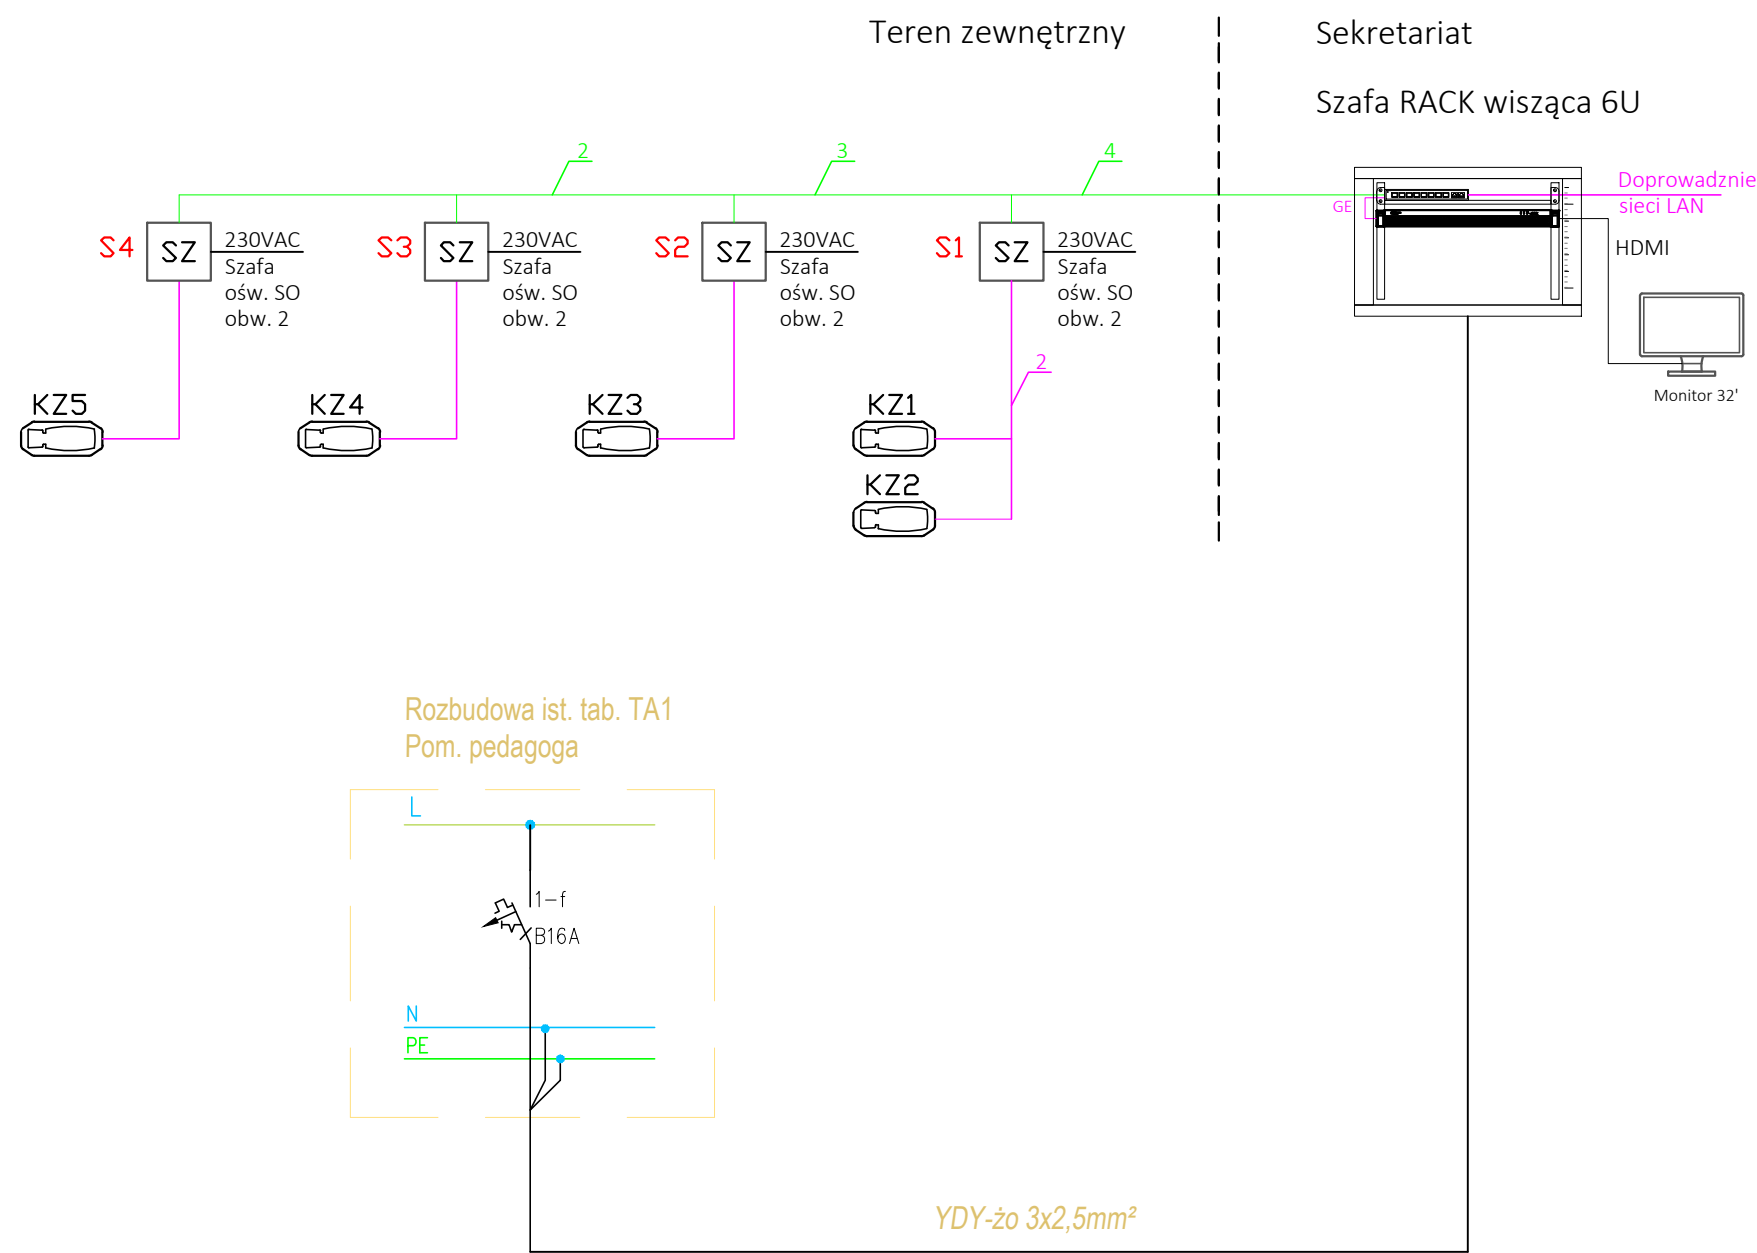 Teren zewnętrzny
Sekretariat
Szafa RACK wisząca 6U
2
3
4
Doprowadznie
sieci LAN
GE
HDMI
Monitor 32'
S4
SZ
230VAC
Szafa
ośw. SO
obw. 2
S3
SZ
230VAC
Szafa
ośw. SO
obw. 2
S2
SZ
230VAC
Szafa
ośw. SO
obw. 2
S1
SZ
230VAC
Szafa
ośw. SO
obw. 2
2
KZ5
KZ4
KZ3
KZ1
KZ2
Rozbudowa ist. tab. TA1
Pom. pedagoga
L
1-f
B16A
N
PE
YDY-żo 3x2,5mm²